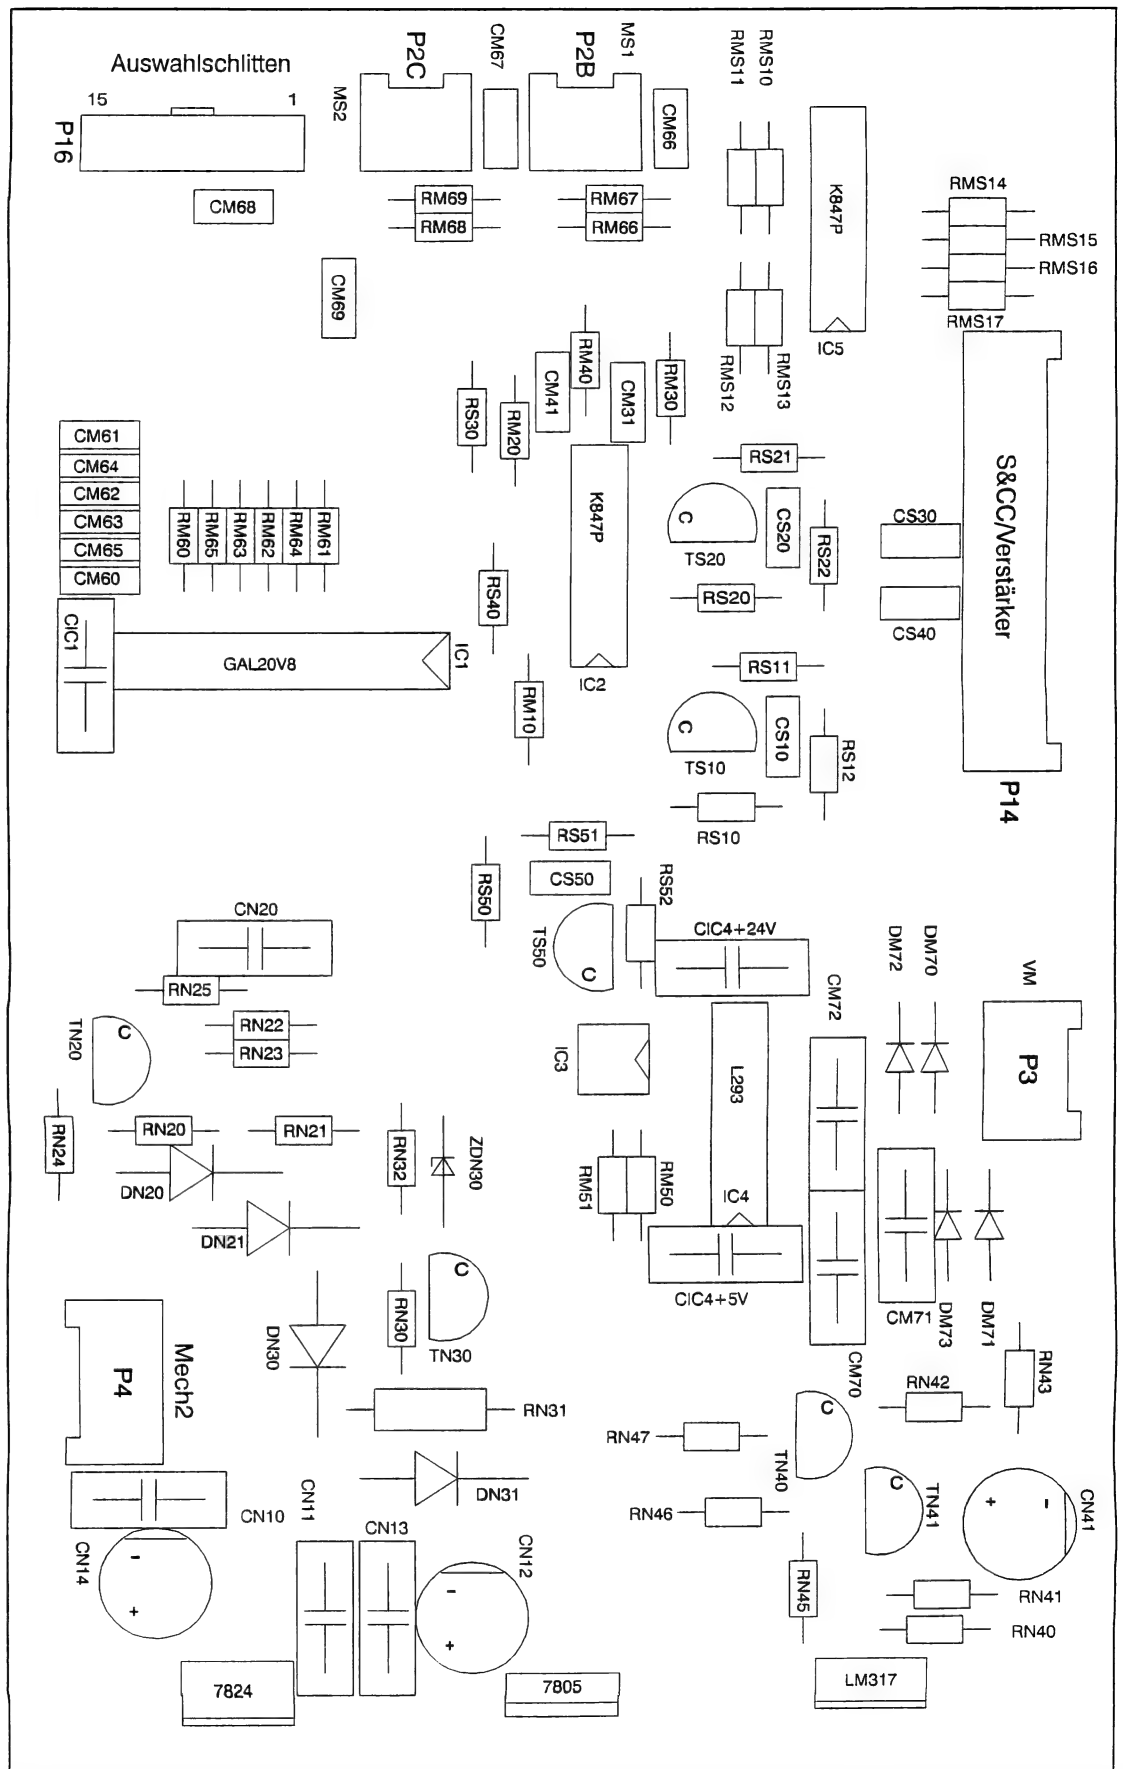 Auswahlschlitten
15
1
P16
MS2
P2C
CM67
P2B
MS1
CM66
RMS11
RMS10
CM68
RM69
RM68
RM67
RM66
K847P
RMS14
RMS15
RMS16
RMS17
CM69
IC5
RMS12
RMS13
RM40
CM41
CM31
RM30
RS30
RM20
CM61
CM64
CM62
CM63
CM65
CM60
RM60
RM65
RM63
RM62
RM64
RM61
K847P
RS21
C
TS20
CS20
RS22
CS30
S&CC/Verstärker
RS40
RS20
CS40
CIC1
GAL20V8
IC1
IC2
RS11
RM10
C
TS10
CS10
RS12
P14
RS10
RS51
RS50
CS50
RS52
CN20
TS50
C
CIC4+24V
DM72
DM70
VM
RN25
CM72
TN20
C
RN22
RN23
IC3
L293
P3
RN24
RN20
RN21
RN32
ZDN30
DN20
RM51
RM50
IC4
DN21
C
CIC4+5V
CM71
DM73
DM71
DN30
RN30
TN30
P4
Mech2
CM70
RN42
RN43
RN31
C
RN47
TN40
DN31
C
TN41
+
-
CN41
CN10
CN11
CN13
RN46
CN14
-
+
CN12
-
+
RN45
RN41
RN40
7824
7805
LM317